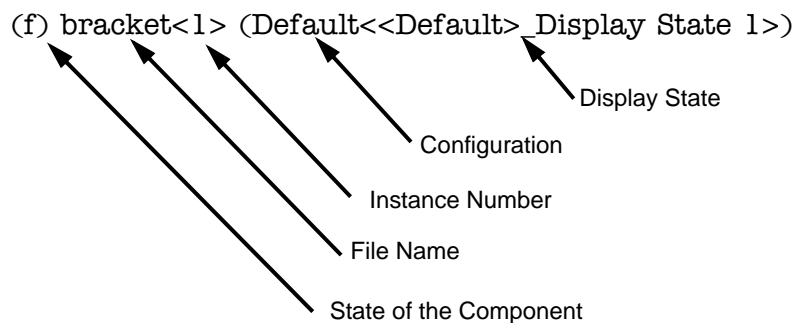 (f) bracket<1> (Default<<Default>_Display State 1>)
Display State
Configuration
Instance Number
File Name
State of the Component